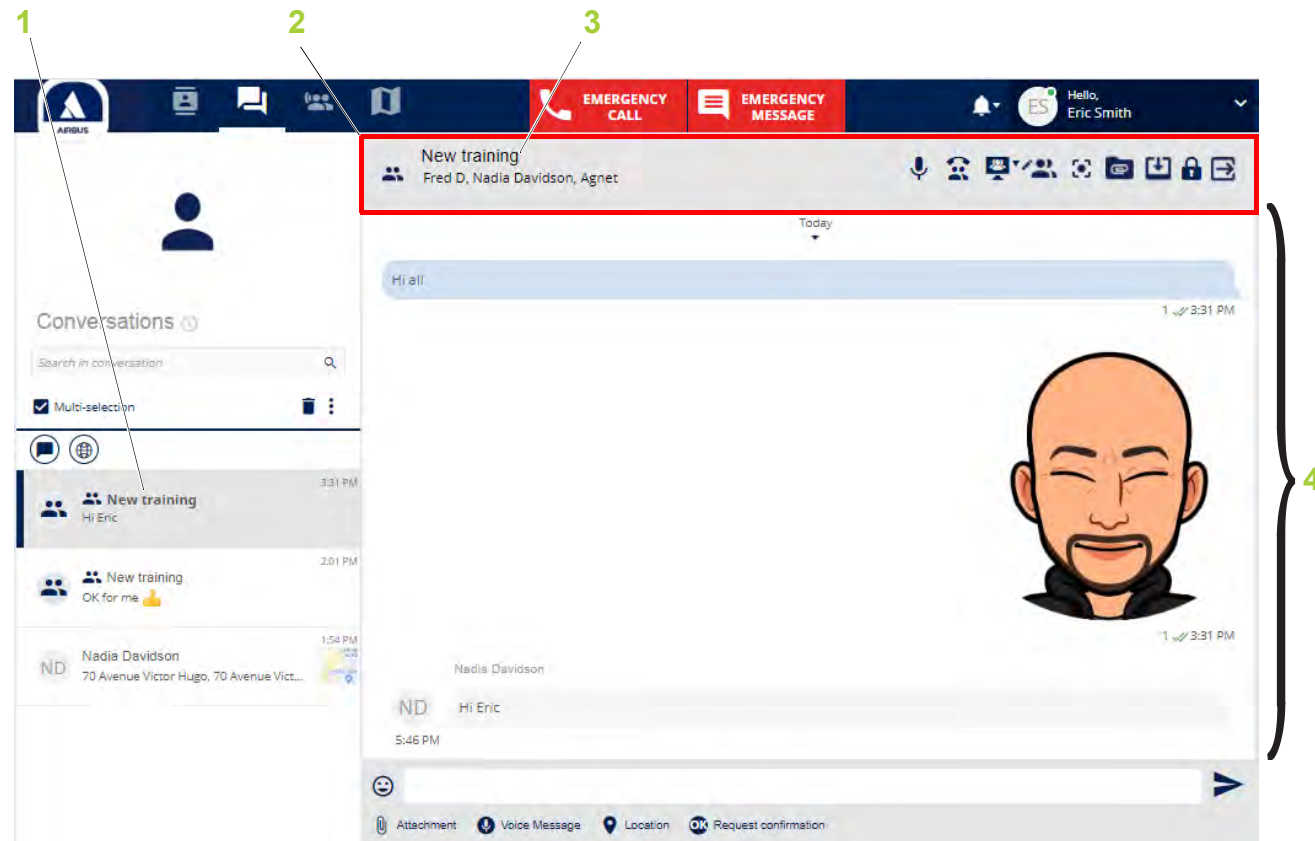 1
2
3
AIRBUS
EMERGENCY
CALL
EMERGENCY
MESSAGE
ES
Hello,
Eric Smith
New training
Fred D, Nadia Davidson, Agnet
Today
Hi all
1 3:31 PM
Conversations
Search in conversation
Multi-selection
3:31 PM
New training
Hi Eric
2:01 PM
New training
OK for me 👍
1:54 PM
ND
Nadia Davidson
70 Avenue Victor Hugo, 70 Avenue Vict...
4
1 3:31 PM
Nadia Davidson
ND
Hi Eric
5:46 PM
Attachment
Voice Message
Location
OK
Request confirmation